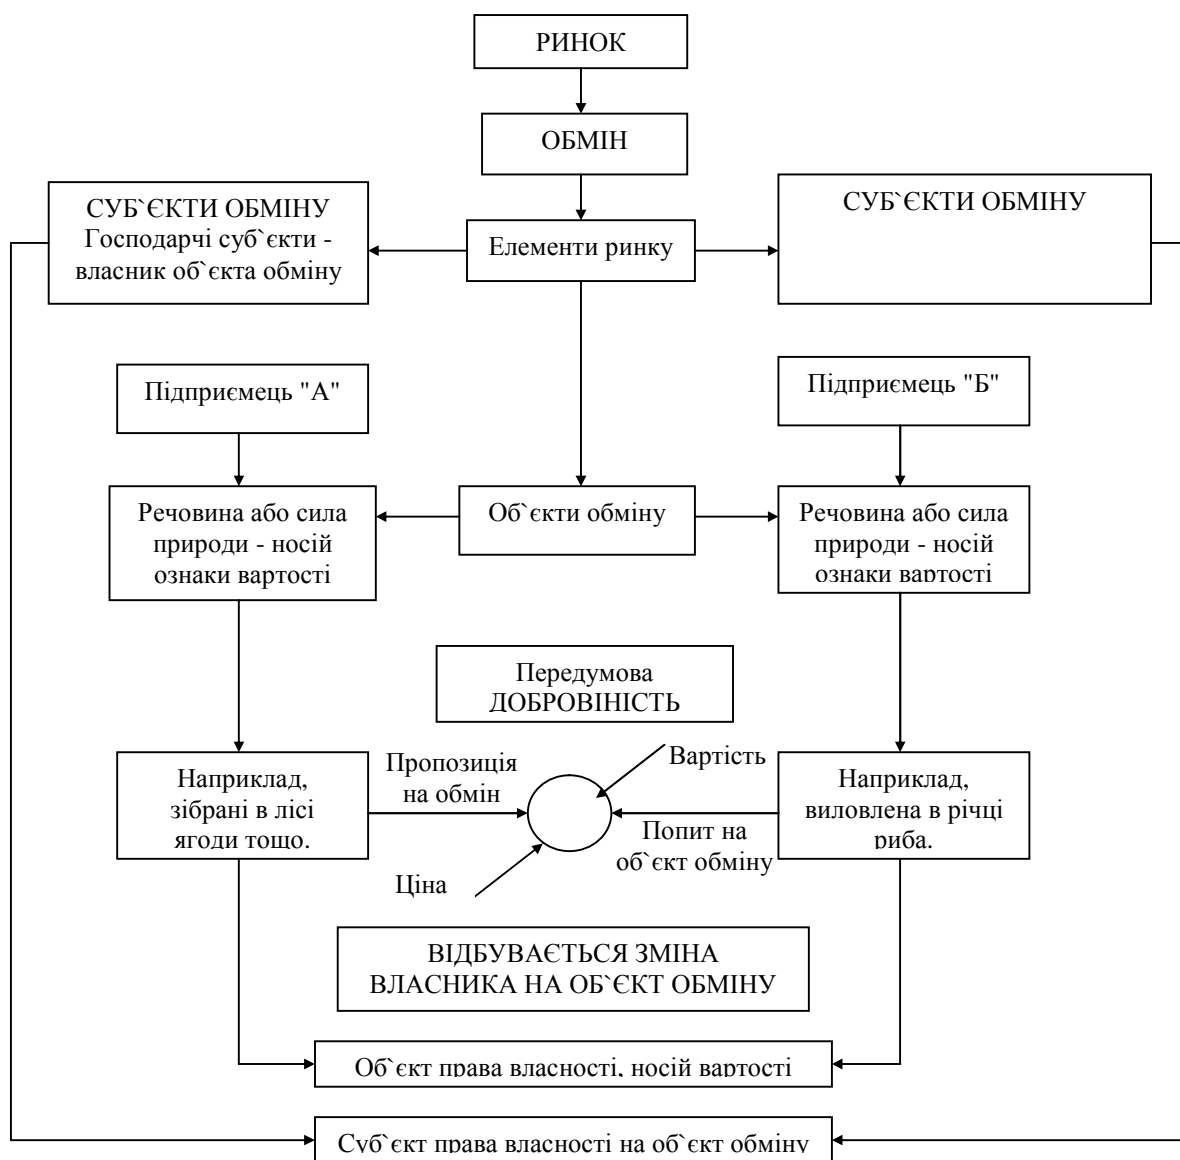 РИНОК
ОБМІН
СУБ`ЄКТИ ОБМІНУ
Господарчі суб`єкти -
власник об`єкта обміну
Елементи ринку
СУБ`ЄКТИ ОБМІНУ
Підприємець "А"
Підприємець "Б"
Речовина або сила
природи - носій
ознаки вартості
Об`єкти обміну
Речовина або сила
природи - носій
ознаки вартості
Передумова
ДОБРОВІНІСТЬ
Наприклад,
зібрані в лісі
ягоди тощо.
Пропозиція
на обмін
Вартість
Попит на
об`єкт обміну
Ціна
Наприклад,
виловлена в річці
риба.
ВІДБУВАЄТЬСЯ ЗМІНА
ВЛАСНИКА НА ОБ`ЄКТ ОБМІНУ
Об`єкт права власності, носій вартості
Суб`єкт права власності на об`єкт обміну